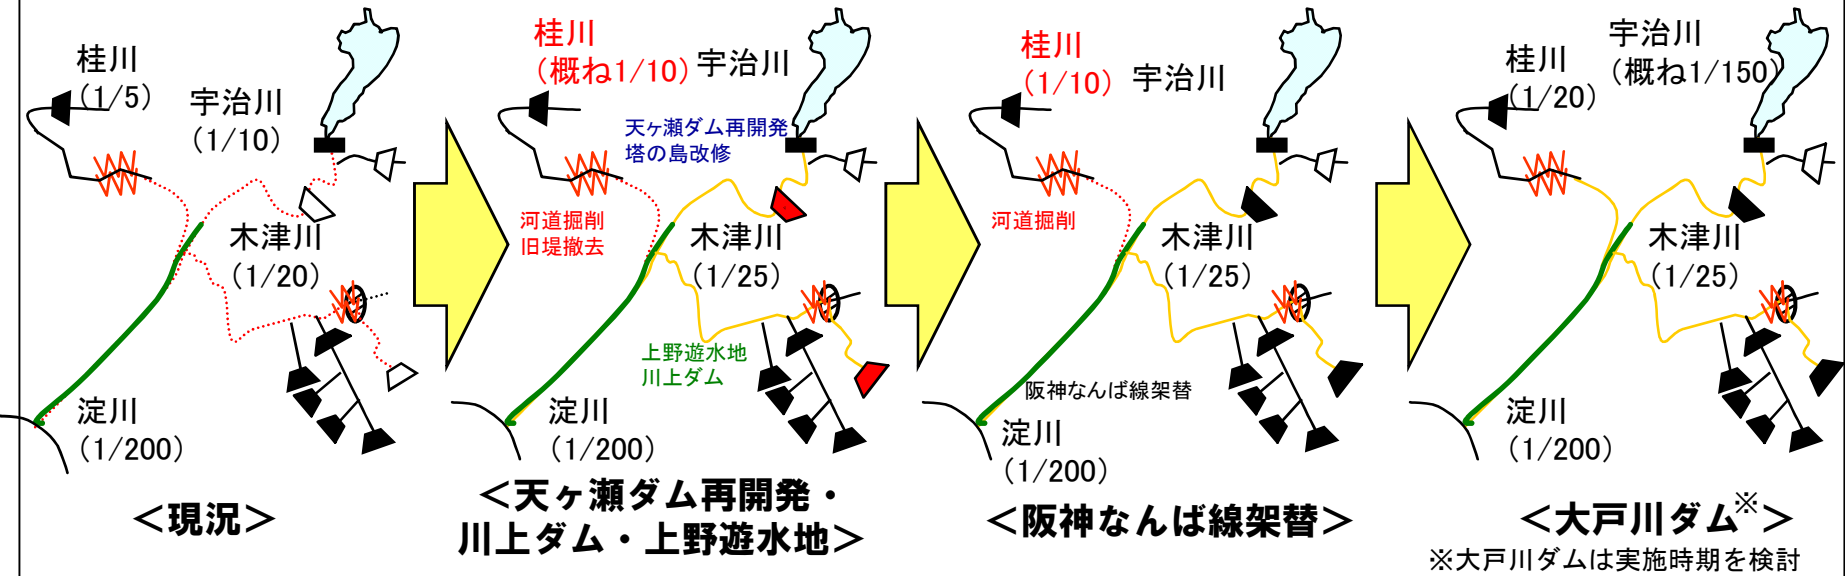 桂川
(1/5)
宇治川
(1/10)
木津川
(1/20)
淀川
(1/200)
<現況>
桂川
(概ね1/10)
宇治川
天ヶ瀬ダム再開発
塔の島改修
河道掘削
旧堤撤去
木津川
(1/25)
上野遊水地
川上ダム
淀川
(1/200)
<天ヶ瀬ダム再開発・
川上ダム・上野遊水地>
桂川
(1/10)
宇治川
河道掘削
木津川
(1/25)
阪神なんば線架替
淀川
(1/200)
<阪神なんば線架替>
桂川
(1/20)
宇治川
(概ね1/150)
木津川
(1/25)
淀川
(1/200)
<大戸川ダム※>
※大戸川ダムは実施時期を検討